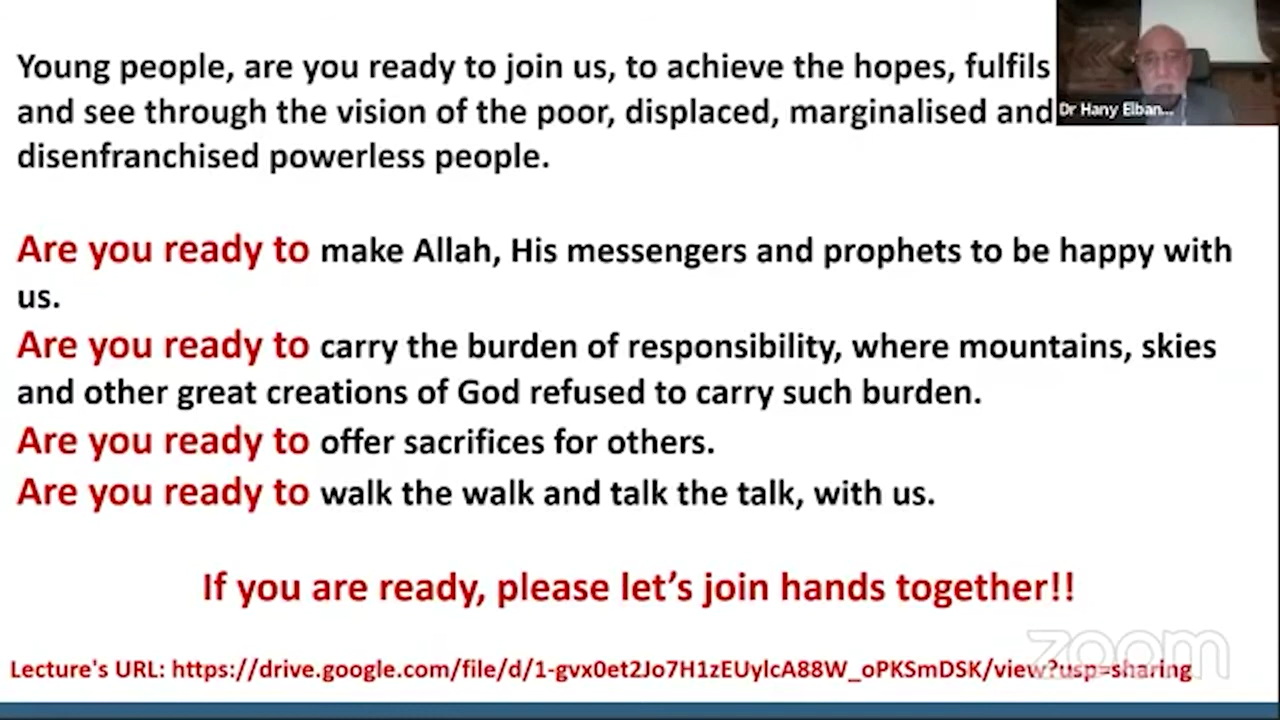 Young people, are you ready to join us, to achieve the hopes, fulfils
and see through the vision of the poor, displaced, marginalised and
disenfranchised powerless people.
Dr Hany Elban...
Are you ready to make Allah, His messengers and prophets to be happy with
us.
Are you ready to carry the burden of responsibility, where mountains, skies
and other great creations of God refused to carry such burden.
Are you ready to offer sacrifices for others.
Are you ready to walk the walk and talk the talk, with us.
If you are ready, please let's join hands together!!
zoom
Lecture's URL: https://drive.google.com/file/d/1-gvx0et2Jo7H1zEUylcA88W_oPKSmDSK/view?usp=sharing